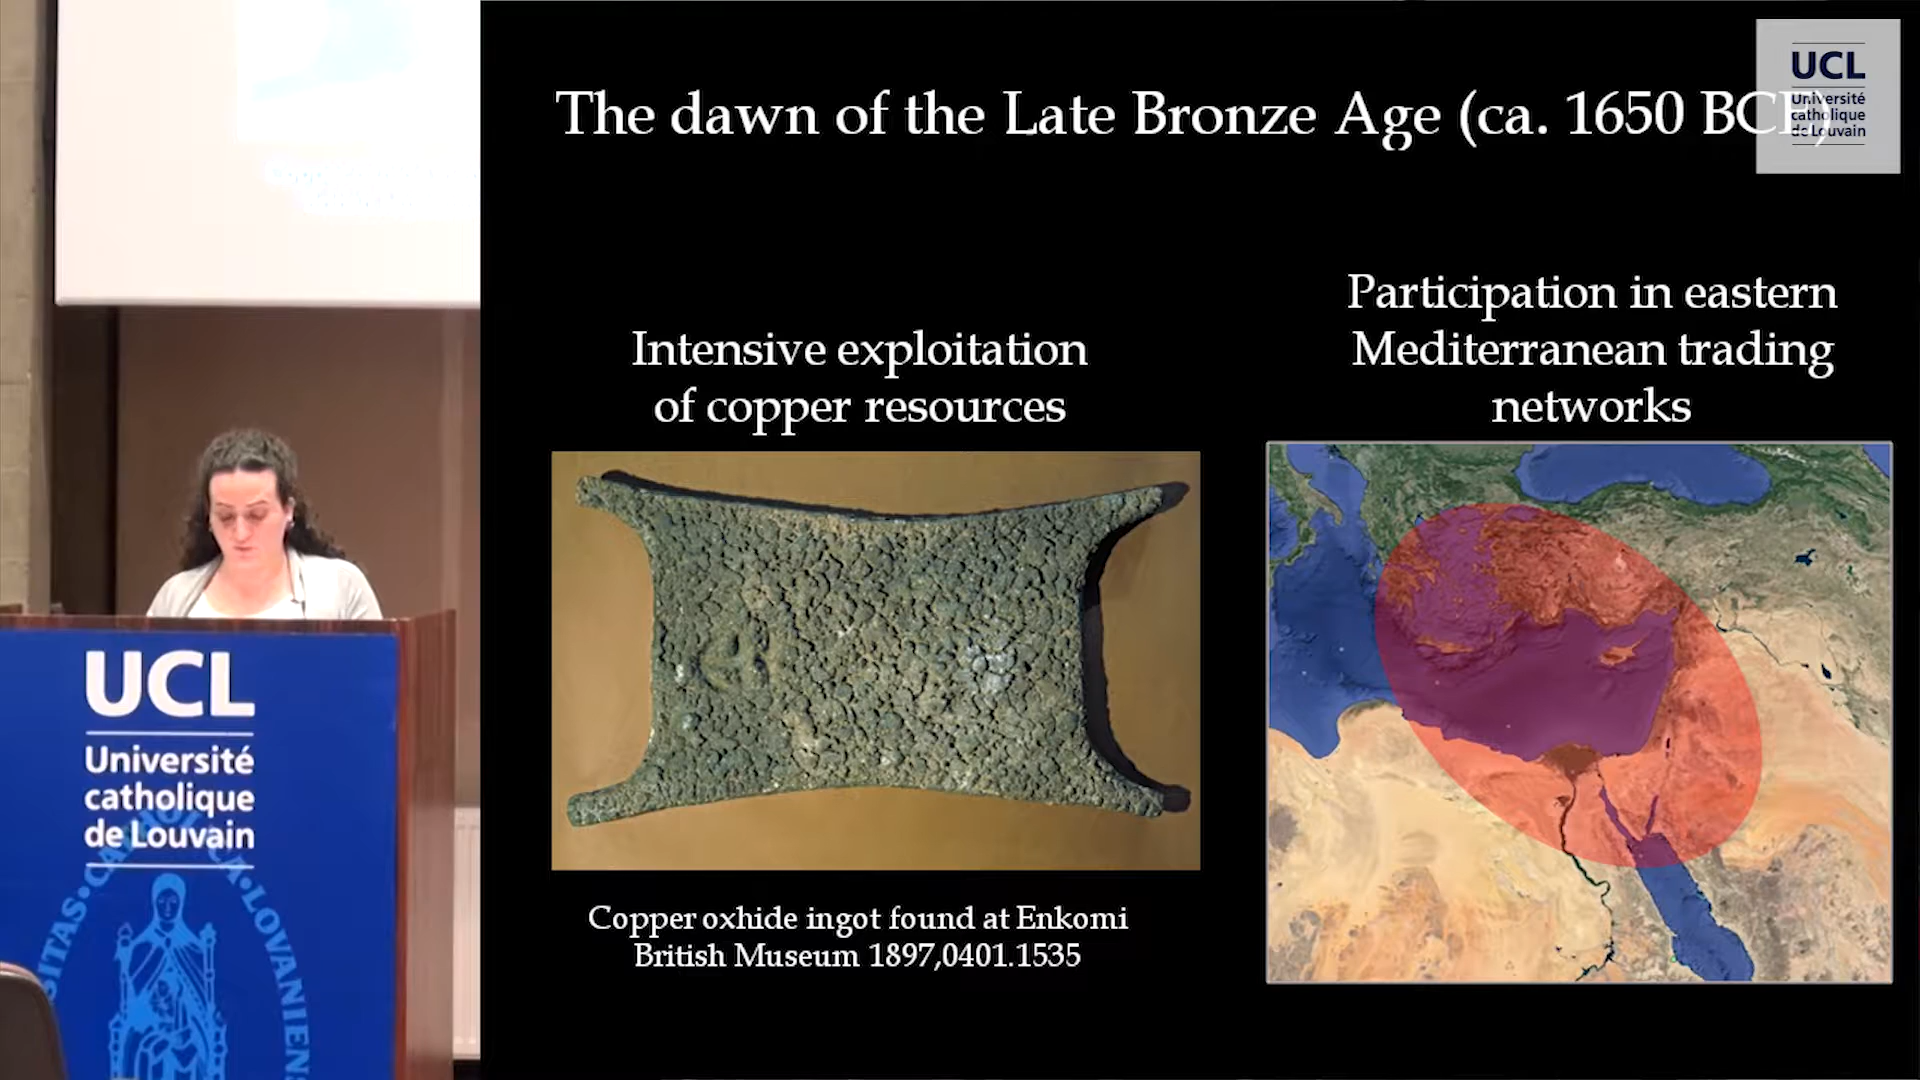 The dawn of the Late Bronze Age (ca. 1650 BCE)
UCL
Université
catholique
de Louvain
Intensive exploitation
of copper resources
Participation in eastern
Mediterranean trading
networks
Copper oxhide ingot found at Enkomi
British Museum 1897,0401.1535
UCL
Université
catholique
de Louvain